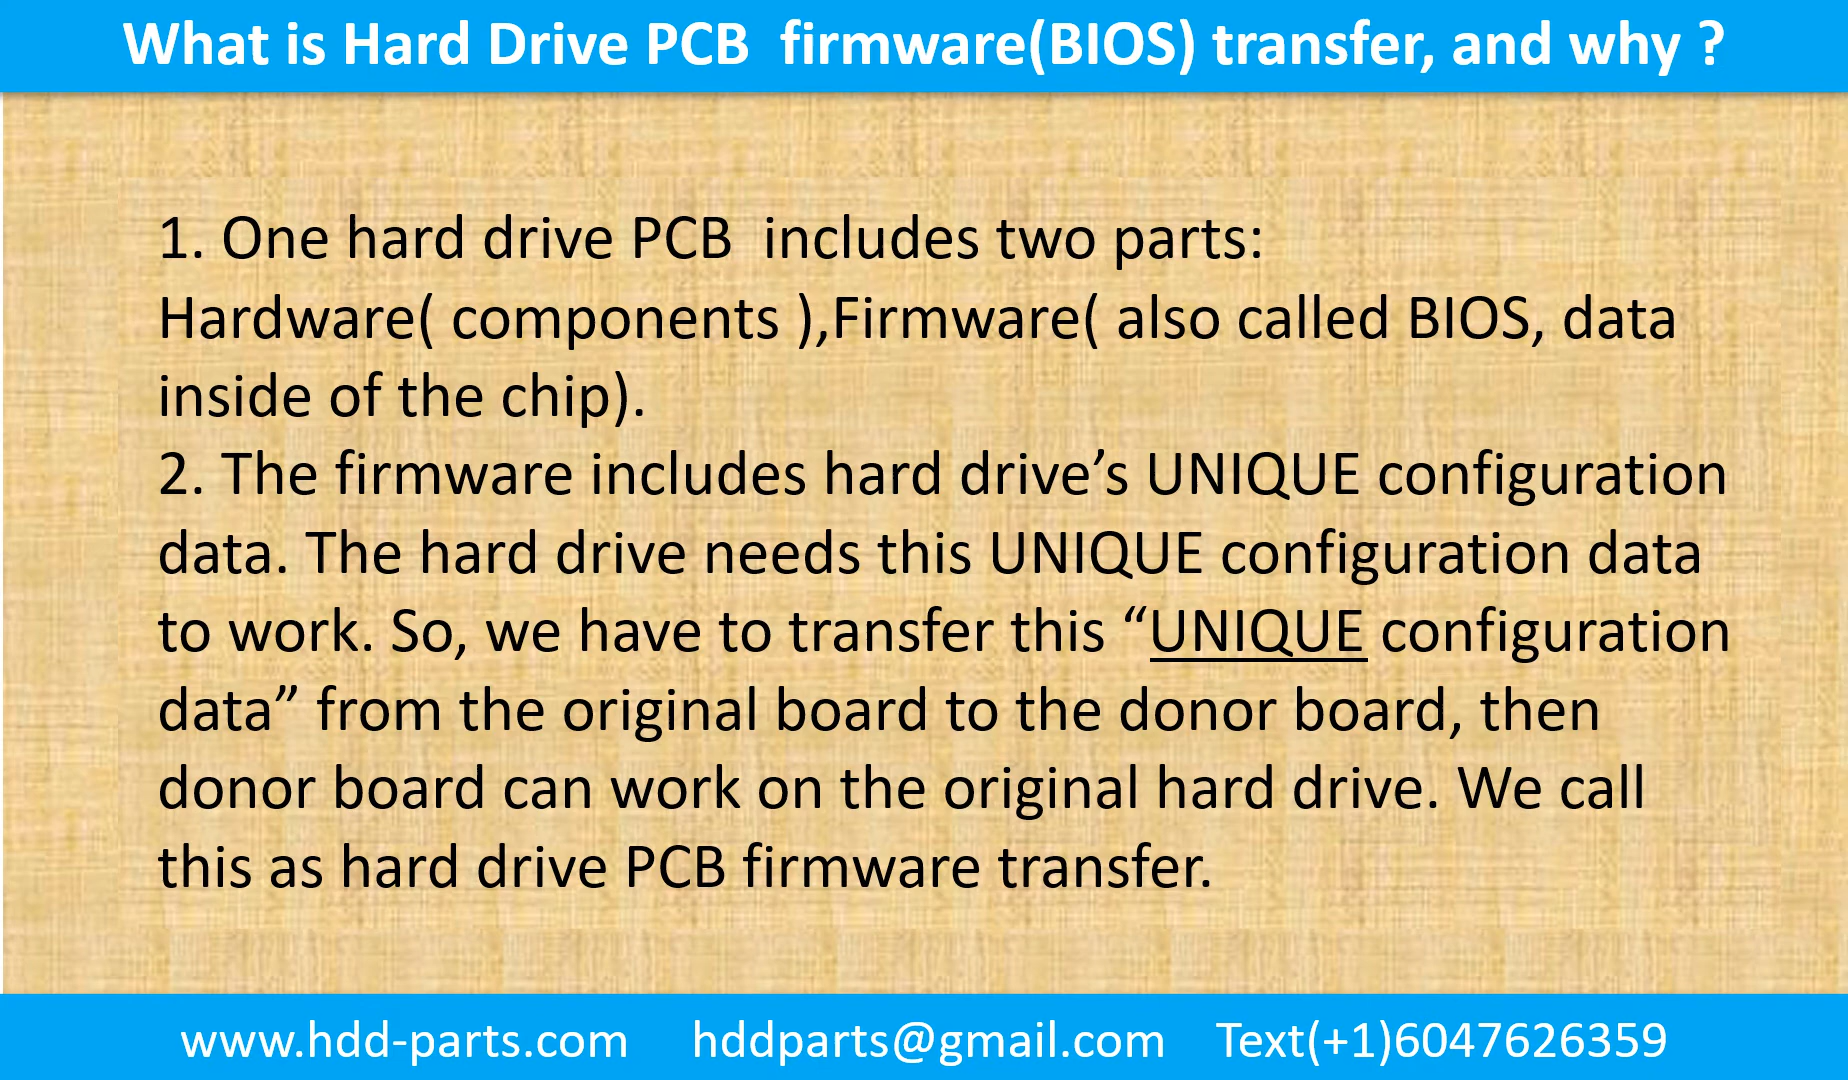 What is Hard Drive PCB  firmware(BIOS) transfer, and why ?
1. One hard drive PCB  includes two parts:
Hardware( components ),Firmware( also called BIOS, data
inside of the chip).
2. The firmware includes hard drive’s UNIQUE configuration
data. The hard drive needs this UNIQUE configuration data
to work. So, we have to transfer this “UNIQUE configuration
data” from the original board to the donor board, then
donor board can work on the original hard drive. We call
this as hard drive PCB firmware transfer.
www.hdd-parts.com hddparts@gmail.com Text(+1)6047626359